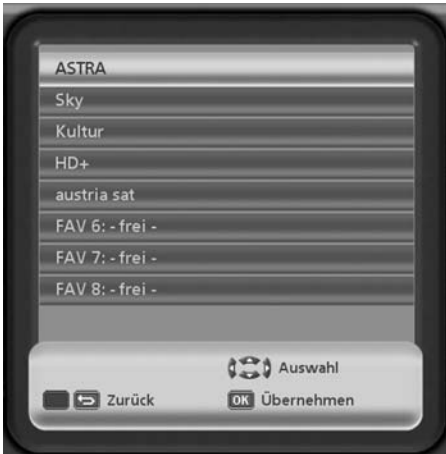 ASTRA
Sky
Kultur
HD+
austria sat
FAV 6: - frei -
FAV 7: - frei -
FAV 8: - frei -
Auswahl
Zurück OK Übernehmen